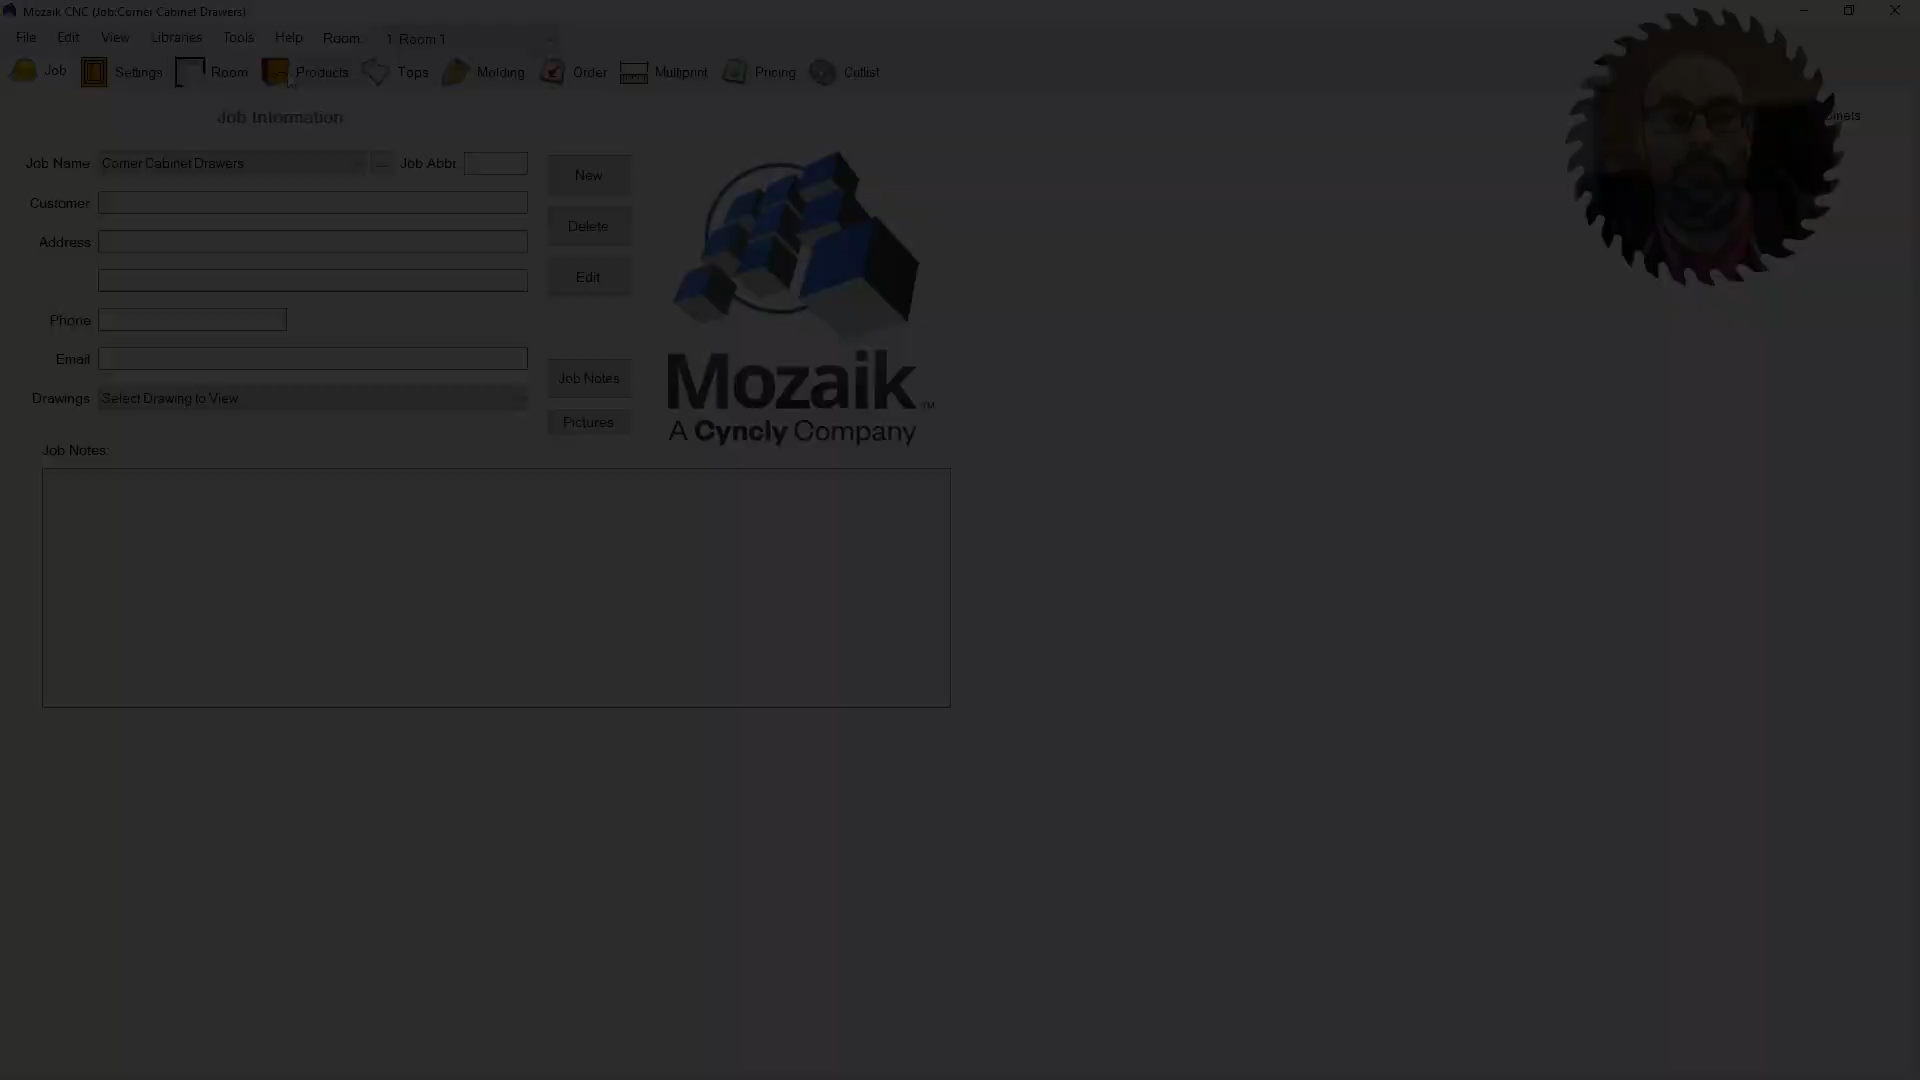 Mozaik CNC (Job:Corner Cabinet Drawers)
File Edit View Libraries Tools Help Room: 1 Room 1
Job Settings Room Products Tops Molding Order Multiprint Pricing Cutlist
Job Information
Job Name Corner Cabinet Drawers ... Job Abbr.
New
Customer
Delete
Address
Edit
Phone
Email
Job Notes
Drawings Select Drawing to View
Pictures
Mozaik™
A Cyncly Company
Job Notes: